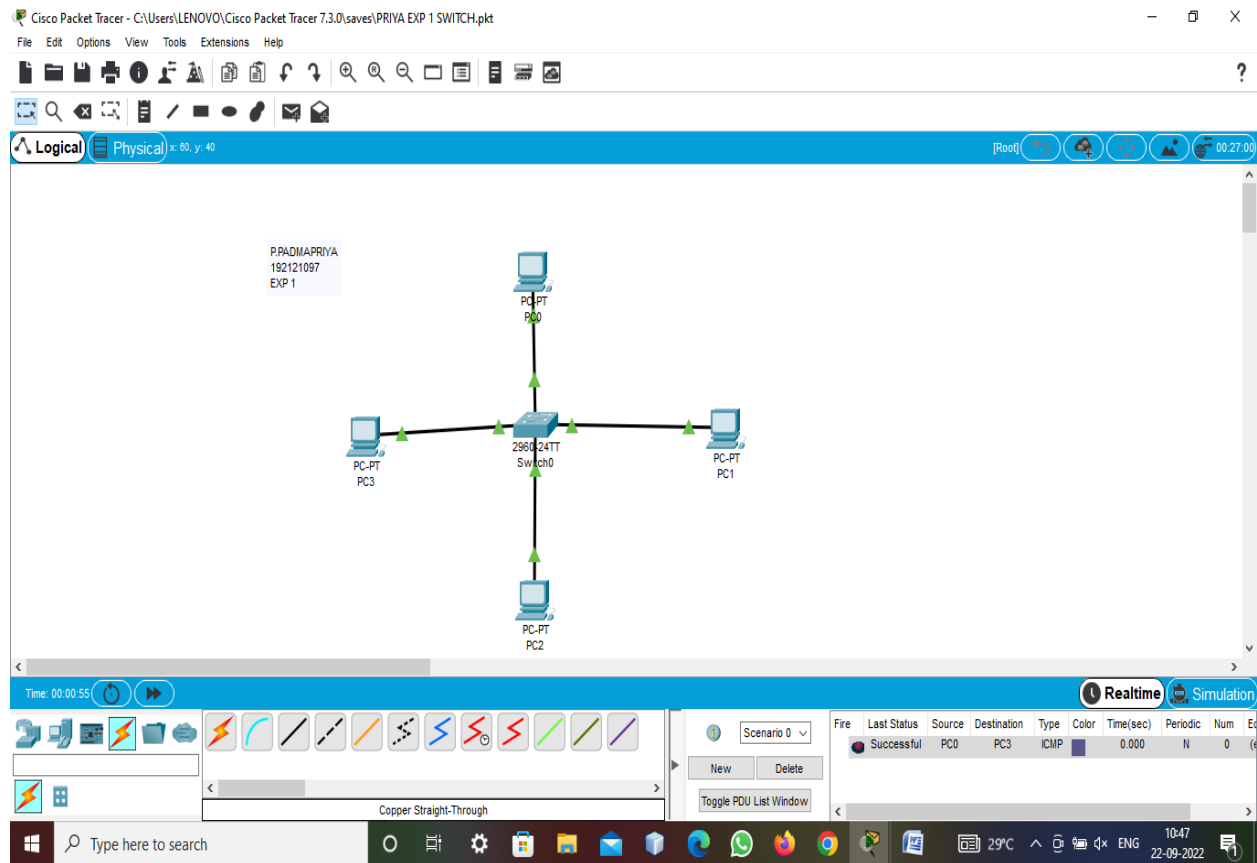 Cisco Packet Tracer - C:\Users\LENOVO\Cisco Packet Tracer 7.3.0\saves\PRIYA EXP 1 SWITCH.pkt
File Edit Options View Tools Extensions Help
Logical Physical x: 60, y: 40 [Root] 00:27:00
P.PADMAPRIYA
192121097
EXP 1
PC-PT
PC0
2960-24TT
Switch0
PC-PT
PC3
PC-PT
PC1
PC-PT
PC2
Time: 00:00:55 Realtime Simulation
Scenario 0
New Delete
Toggle PDU List Window
Fire Last Status Source Destination Type Color Time(sec) Periodic Num Ed
Successful PC0 PC3 ICMP 0.000 N 0 (e
Copper Straight-Through
Type here to search
29°C ENG 10:47
22-09-2022